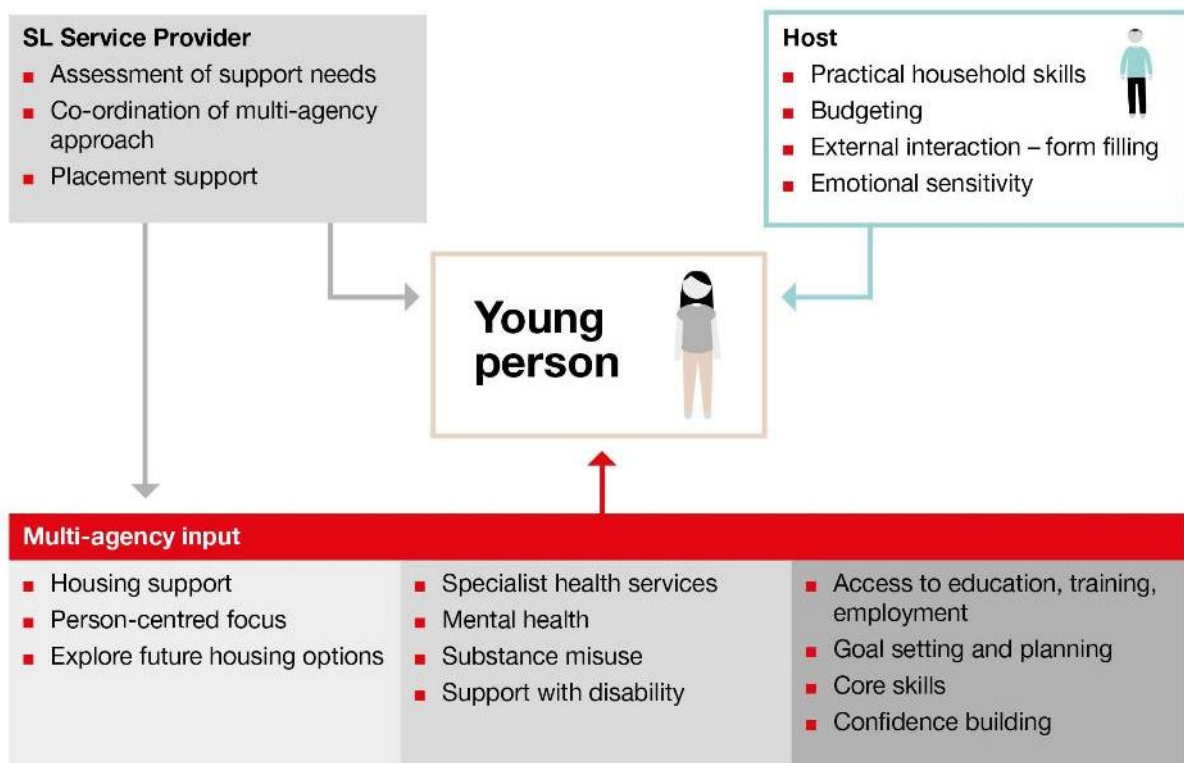 SL Service Provider
Assessment of support needs
Co-ordination of multi-agency
approach
Placement support
Host
Practical household skills
Budgeting
External interaction – form filling
Emotional sensitivity
Young
person
Multi-agency input
Housing support
Person-centred focus
Explore future housing options
Specialist health services
Mental health
Substance misuse
Support with disability
Access to education, training,
employment
Goal setting and planning
Core skills
Confidence building